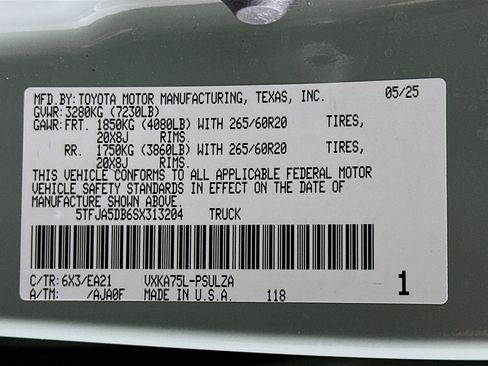 MFD.BY:TOYOTA MOTOR MANUFACTURING, TEXAS, INC. 05/25
GVWR:3280KG (7230LB)
GAWR:FRT. 1850KG (4080LB) WITH 265/60R20 TIRES,
20X8J RIMS.
RR. 1750KG (3860LB) WITH 265/60R20 TIRES,
20X8J RIMS.
THIS VEHICLE CONFORMS TO ALL APPLICABLE FEDERAL MOTOR
VEHICLE SAFETY STANDARDS IN EFFECT ON THE DATE OF
MANUFACTURE SHOWN ABOVE.
5TFJA5DB6SX313204 TRUCK
C/TR:6X3/EA21 VXKA75L-PSULZA
A/TM: /AJA0F MADE IN U.S.A. 118 1